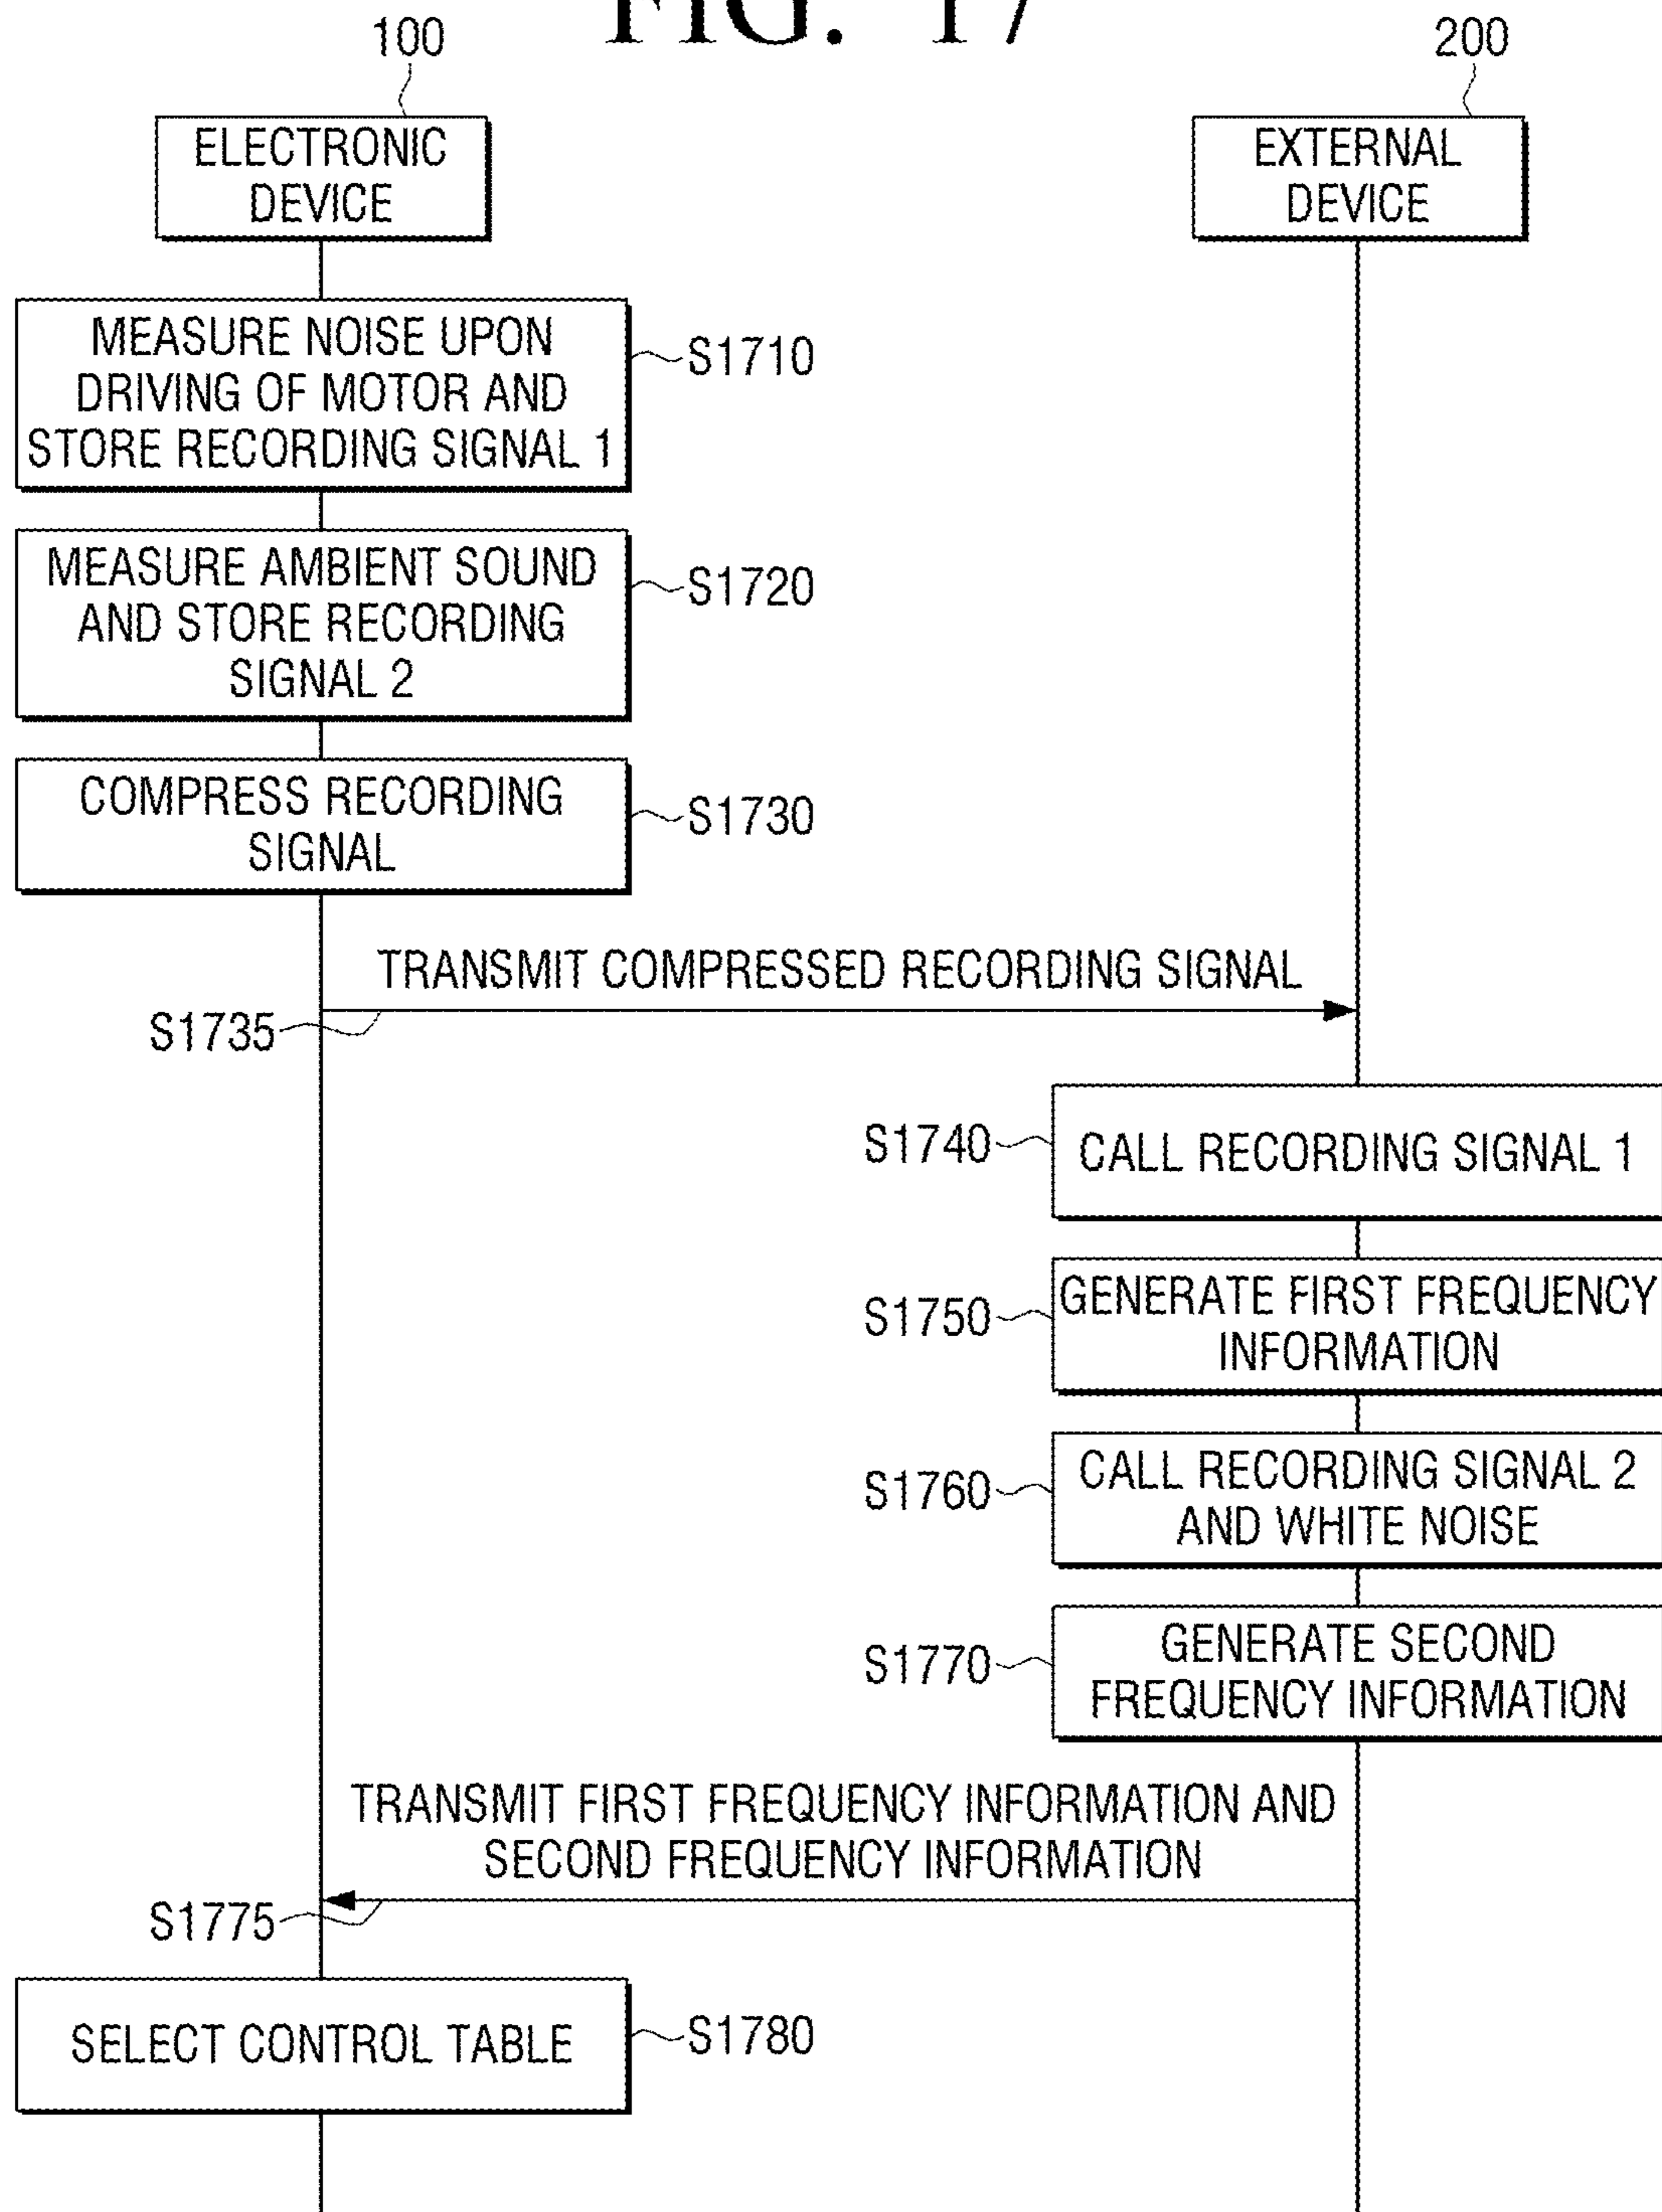 FIG. 17
100
200
ELECTRONIC
DEVICE
EXTERNAL
DEVICE
MEASURE NOISE UPON
DRIVING OF MOTOR AND
STORE RECORDING SIGNAL 1
S1710
MEASURE AMBIENT SOUND
AND STORE RECORDING
SIGNAL 2
S1720
COMPRESS RECORDING
SIGNAL
S1730
TRANSMIT COMPRESSED RECORDING SIGNAL
S1735
S1740
CALL RECORDING SIGNAL 1
S1750
GENERATE FIRST FREQUENCY
INFORMATION
S1760
CALL RECORDING SIGNAL 2
AND WHITE NOISE
S1770
GENERATE SECOND
FREQUENCY INFORMATION
TRANSMIT FIRST FREQUENCY INFORMATION AND
SECOND FREQUENCY INFORMATION
S1775
SELECT CONTROL TABLE
S1780